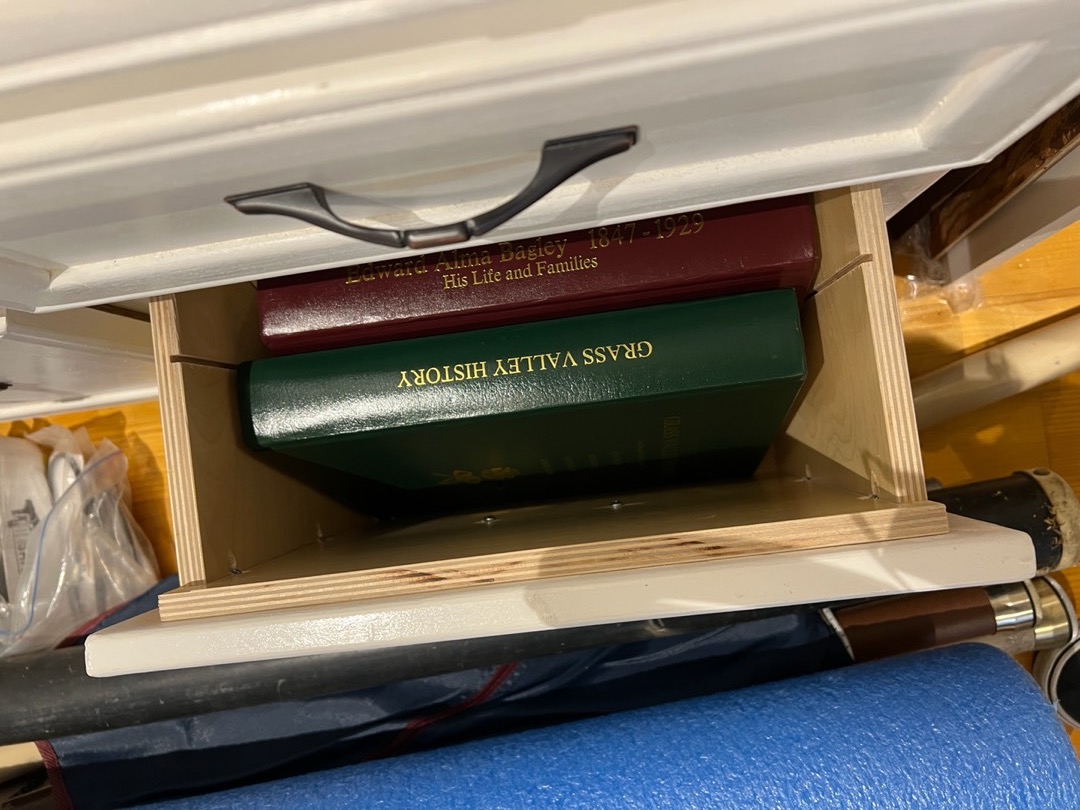 Edward Alma Bagley 1847-1929
His Life and Families
GRASS VALLEY HISTORY